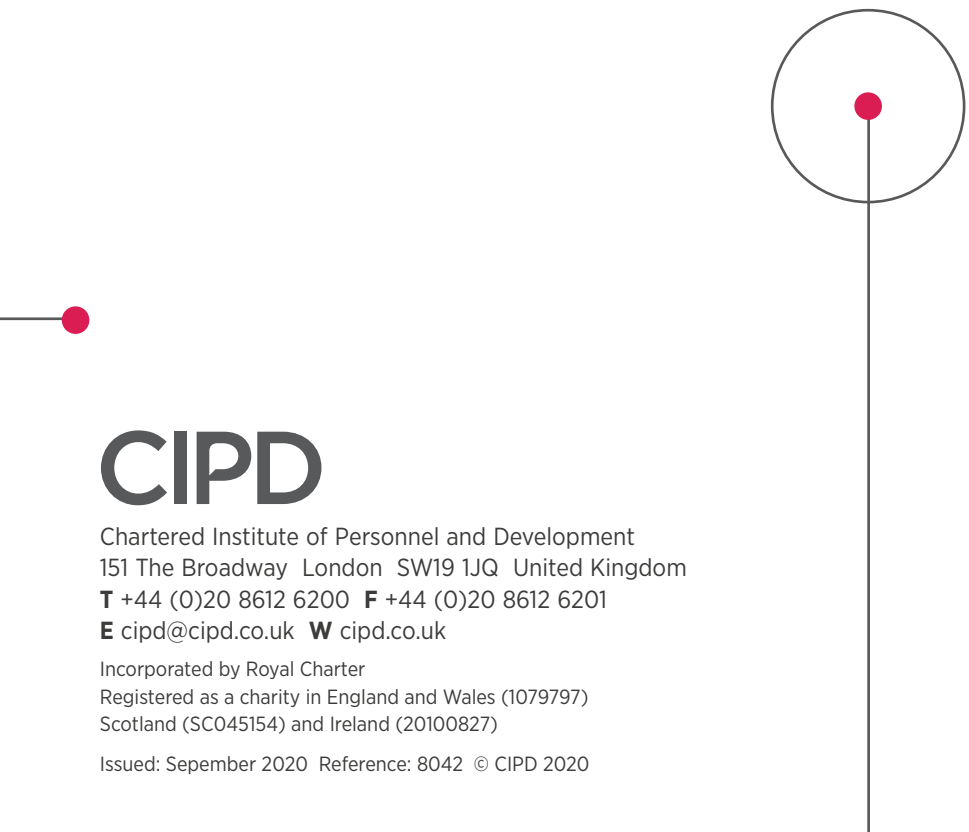 CIPD
Chartered Institute of Personnel and Development
151 The Broadway London SW19 1JQ United Kingdom
T +44 (0)20 8612 6200 F +44 (0)20 8612 6201
E cipd@cipd.co.uk W cipd.co.uk
Incorporated by Royal Charter
Registered as a charity in England and Wales (1079797)
Scotland (SC045154) and Ireland (20100827)
Issued: Sepember 2020 Reference: 8042 © CIPD 2020